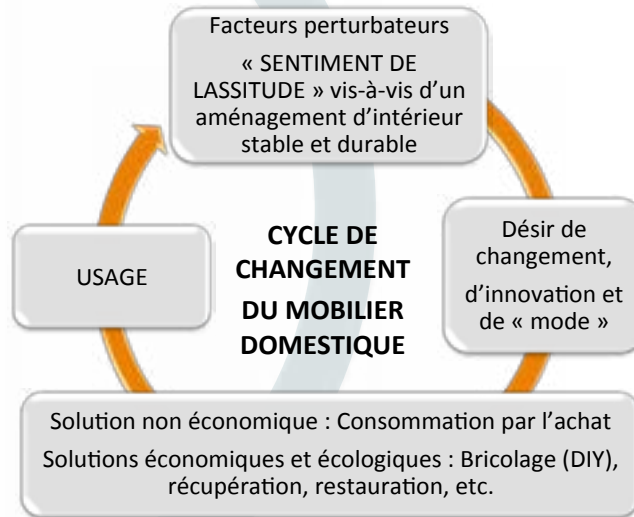 Facteurs perturbateurs
« SENTIMENT DE
LASSITUDE » vis-à-vis d’un
aménagement d’intérieur
stable et durable
Désir de
changement,
d’innovation et
de « mode »
CYCLE DE
CHANGEMENT
DU MOBILIER
DOMESTIQUE
USAGE
Solution non économique : Consommation par l’achat
Solutions économiques et écologiques : Bricolage (DIY),
récupération, restauration, etc.